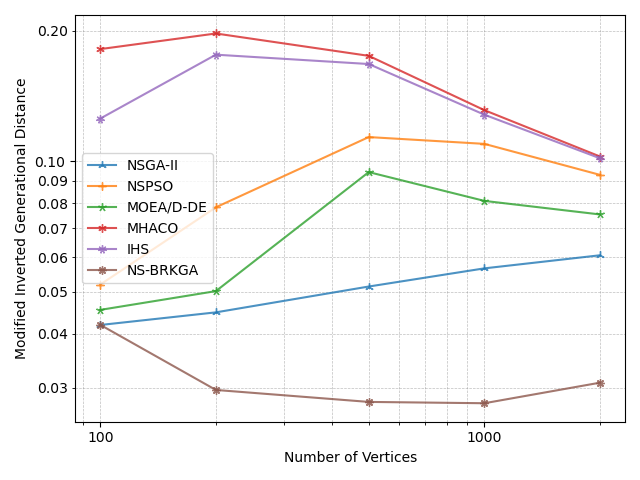 Modified Inverted Generational Distance
0.20
0.10
0.09
0.08
0.07
0.06
0.05
0.04
0.03
NSGA-II
NSPSO
MOEA/D-DE
MHACO
IHS
NS-BRKGA
100
1000
Number of Vertices